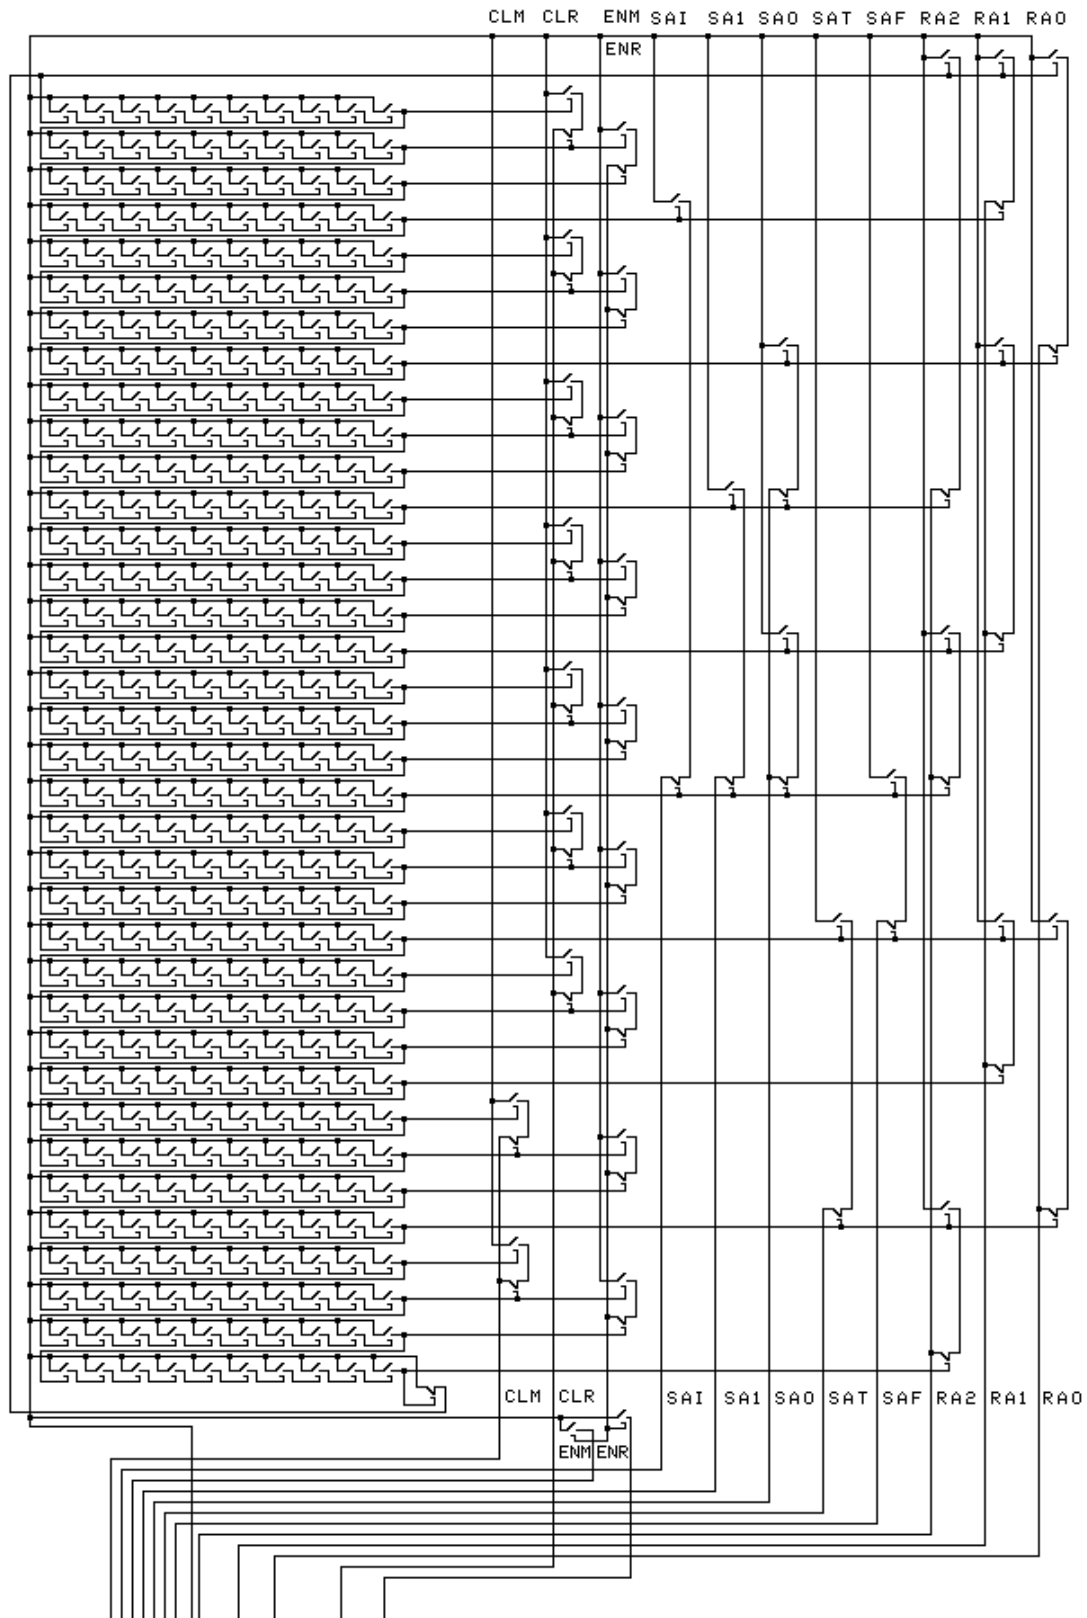 CLM CLR ENM SAI SA1 SA0 SAT SAF RA2 RA1 RA0
ENR
CLM CLR SAI SA1 SA0 SAT SAF RA2 RA1 RA0
ENM ENR